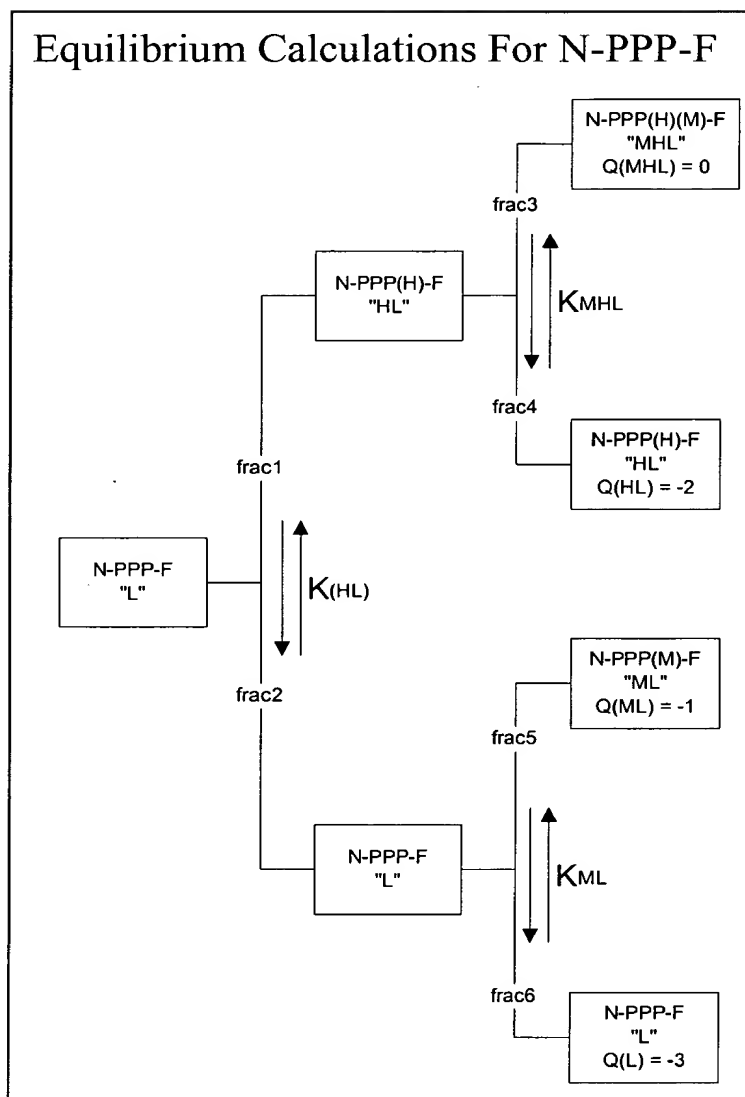 Equilibrium Calculations For N-PPP-F
N-PPP(H)(M)-F
"MHL"
Q(MHL) = 0
frac3
N-PPP(H)-F
"HL"
KMHL
frac4
N-PPP(H)-F
"HL"
Q(HL) = -2
frac1
N-PPP-F
"L"
K(HL)
frac2
N-PPP(M)-F
"ML"
Q(ML) = -1
frac5
N-PPP-F
"L"
KML
frac6
N-PPP-F
"L"
Q(L) = -3